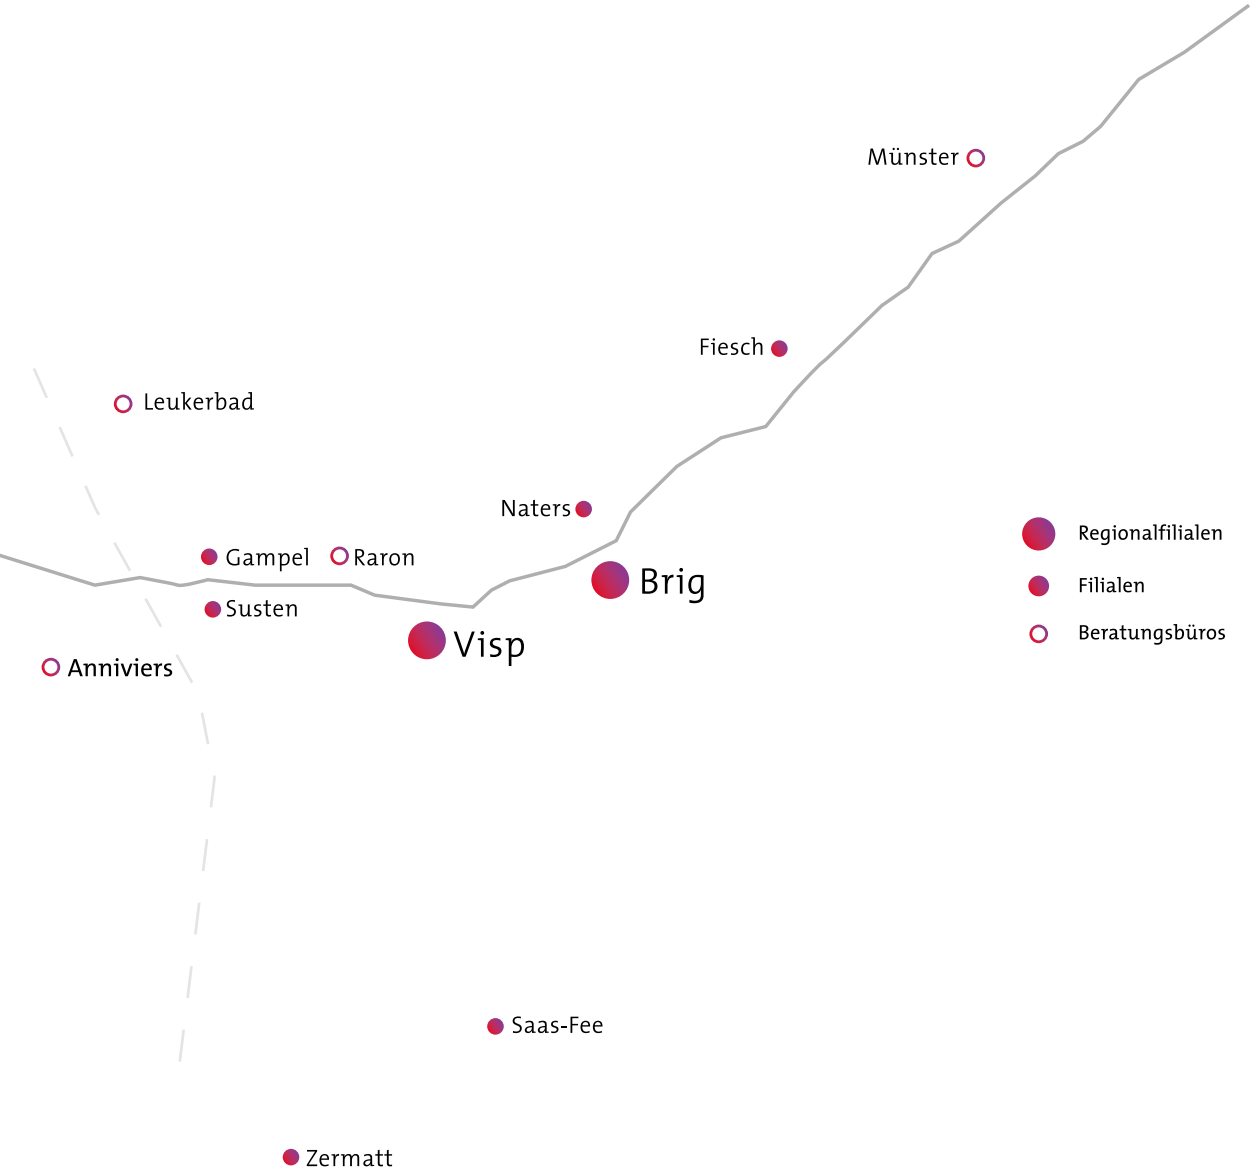 Münster
Fiesch
Leukerbad
Naters
Regionalfilialen
Gampel
Raron
Brig
Filialen
Susten
Beratungsbüros
Visp
Anniviers
Saas-Fee
Zermatt